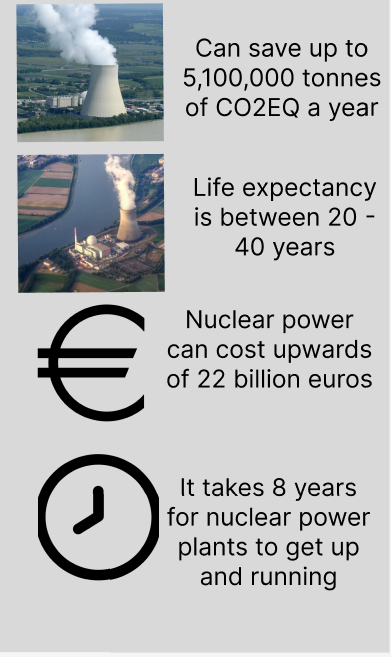 Can save up to
5,100,000 tonnes
of CO2EQ a year
Life expectancy
is between 20 -
40 years
Nuclear power
can cost upwards
of 22 billion euros
It takes 8 years
for nuclear power
plants to get up
and running